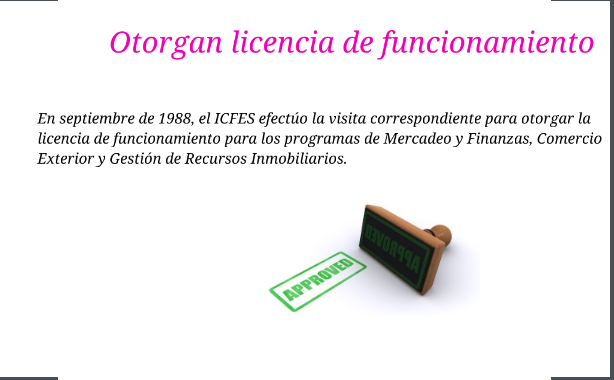 Otorgan licencia de funcionamiento
En septiembre de 1988, el ICFES efectúo la visita correspondiente para otorgar la
licencia de funcionamiento para los programas de Mercadeo y Finanzas, Comercio
Exterior y Gestión de Recursos Inmobiliarios.
APPROVED
APPROVED